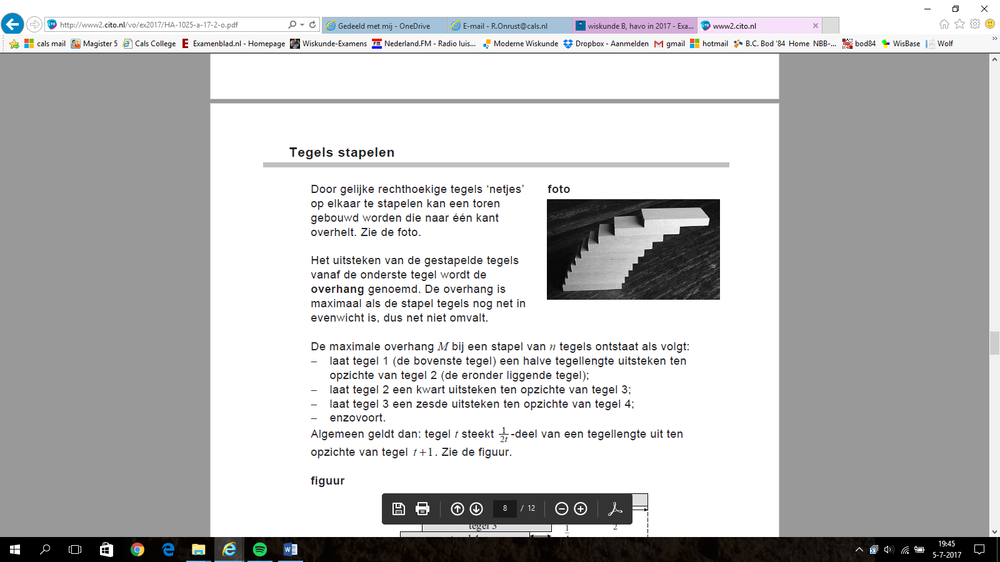 http://www2.cito.nl/vo/ex2017/HA-1025-a-17-2-o.pdf
Gedeeld met mij - OneDrive
E-mail - R.Onrust@cals.nl
wiskunde B, havo in 2017 - Exa...
www2.cito.nl
cals mail
Magister 5
Cals College
Examenblad.nl - Homepage
Wiskunde-Examens
Nederland.FM - Radio luis...
Moderne Wiskunde
Dropbox - Aanmelden
gmail
hotmail
B.C. Bod '84 Home NBB-...
bod84
WisBase
Wolf
Tegels stapelen
Door gelijke rechthoekige tegels ‘netjes’
op elkaar te stapelen kan een toren
gebouwd worden die naar één kant
overhelt. Zie de foto.
foto
Het uitsteken van de gestapelde tegels
vanaf de onderste tegel wordt de
overhang genoemd. De overhang is
maximaal als de stapel tegels nog net in
evenwicht is, dus net niet omvalt.
De maximale overhang M bij een stapel van n tegels ontstaat als volgt:
– laat tegel 1 (de bovenste tegel) een halve tegellengte uitsteken ten
opzichte van tegel 2 (de eronder liggende tegel);
– laat tegel 2 een kwart uitsteken ten opzichte van tegel 3;
– laat tegel 3 een zesde uitsteken ten opzichte van tegel 4;
– enzovoort.
Algemeen geldt dan: tegel t steekt 1/2t-deel van een tegellengte uit ten
opzichte van tegel t+1. Zie de figuur.
figuur
8 / 12
tegel 3
1
2
19:45
5-7-2017